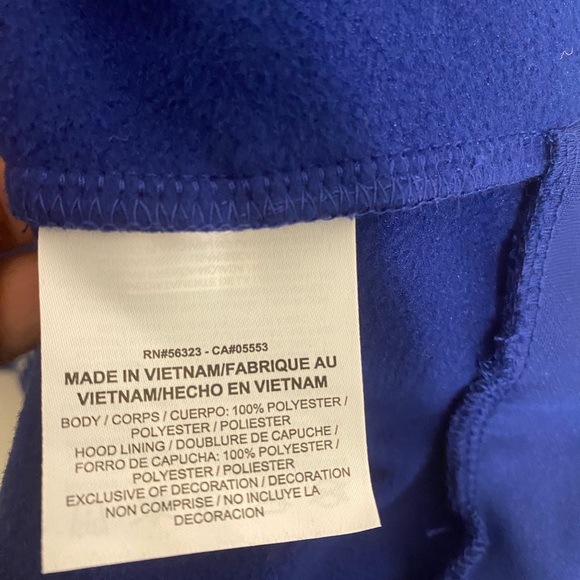 RN#56323 - CA#05553
MADE IN VIETNAM/FABRIQUE AU
VIETNAM/HECHO EN VIETNAM
BODY / CORPS / CUERPO: 100% POLYESTER /
POLYESTER / POLIESTER
HOOD LINING / DOUBLURE DE CAPUCHE /
FORRO DE CAPUCHA: 100% POLYESTER /
POLYESTER / POLIESTER
EXCLUSIVE OF DECORATION / DECORATION
NON COMPRISE / NO INCLUYE LA
DECORACION